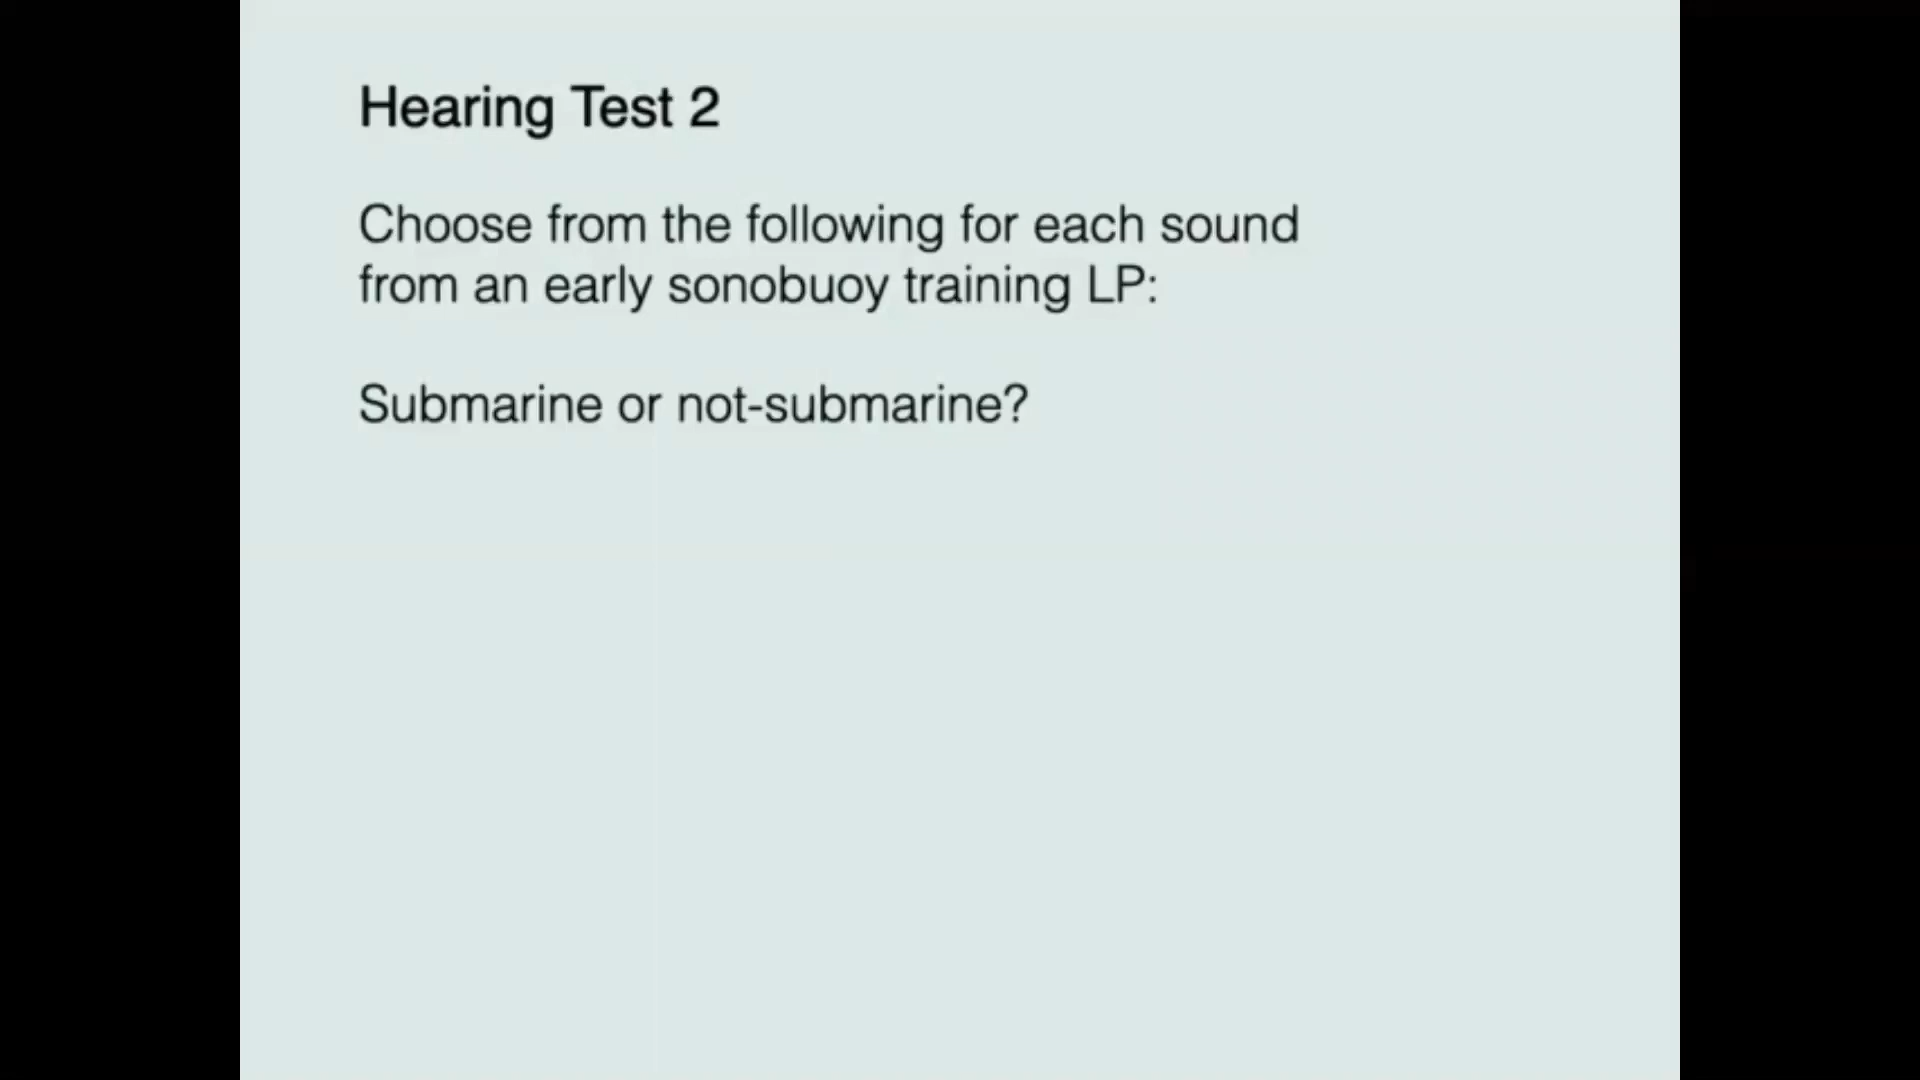 Hearing Test 2
Choose from the following for each sound
from an early sonobuoy training LP:
Submarine or not-submarine?